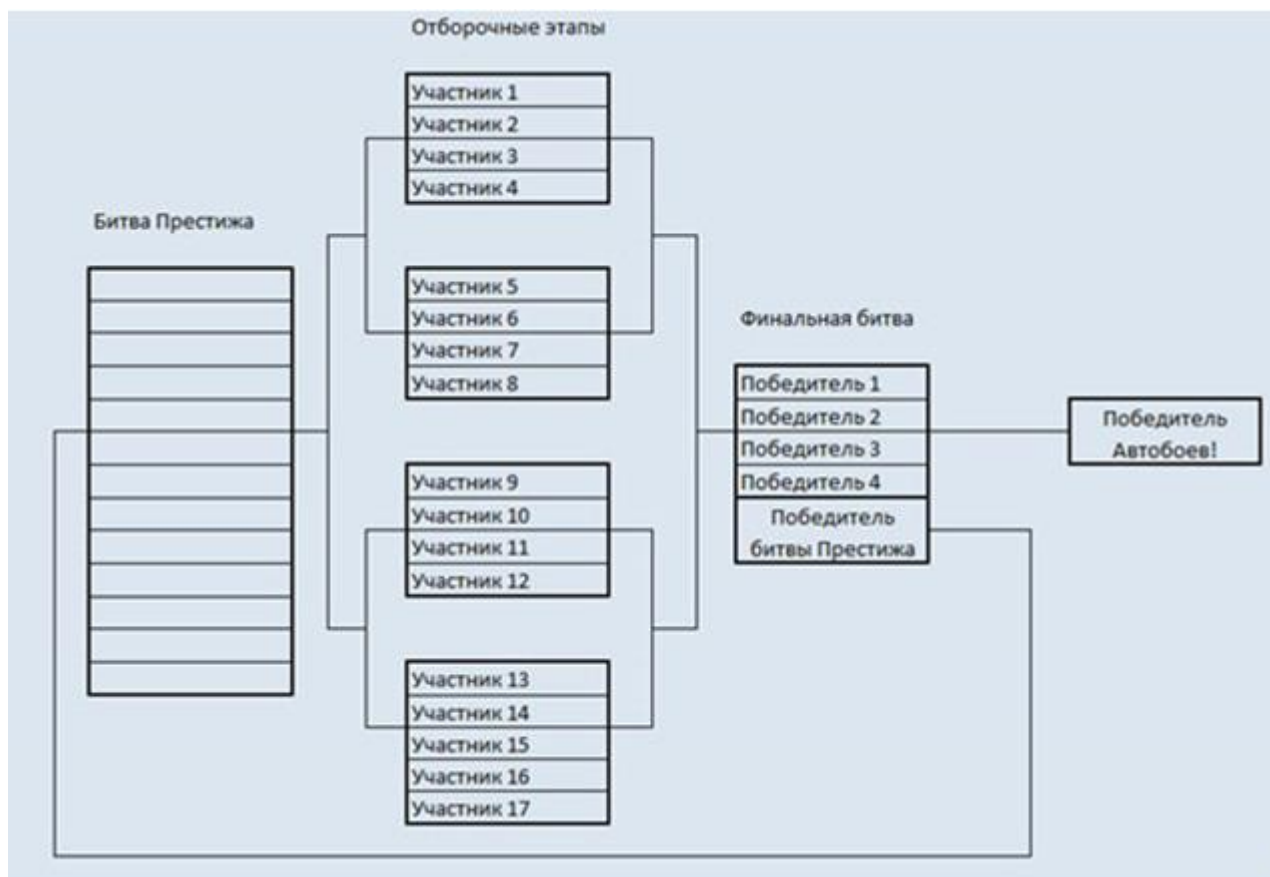 Отборочные этапы
Участник 1
Участник 2
Участник 3
Участник 4
Битва Престижа
Участник 5
Участник 6
Участник 7
Участник 8
Финальная битва
Победитель 1
Победитель 2
Победитель 3
Победитель 4
Победитель
битвы Престижа
Победитель
Автобоев!
Участник 9
Участник 10
Участник 11
Участник 12
Участник 13
Участник 14
Участник 15
Участник 16
Участник 17